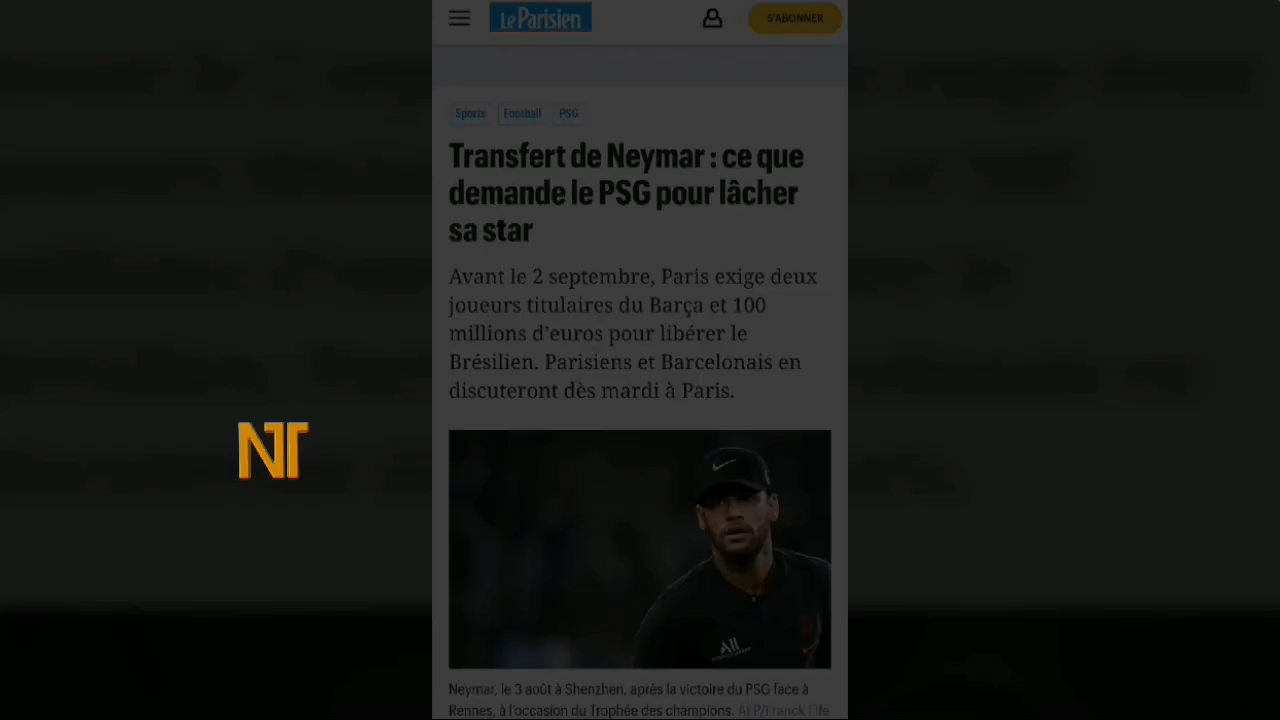 Le Parisien
S'ABONNER
Sports Football PSG
Transfert de Neymar : ce que
demande le PSG pour lâcher
sa star
Avant le 2 septembre, Paris exige deux
joueurs titulaires du Barça et 100
millions d'euros pour libérer le
Brésilien. Parisiens et Barcelonais en
discuteront dès mardi à Paris.
NT
Neymar, le 3 août à Shenzhen, après la victoire du PSG face à
Rennes, à l'occasion du Trophée des champions. AFP/Franck Fife